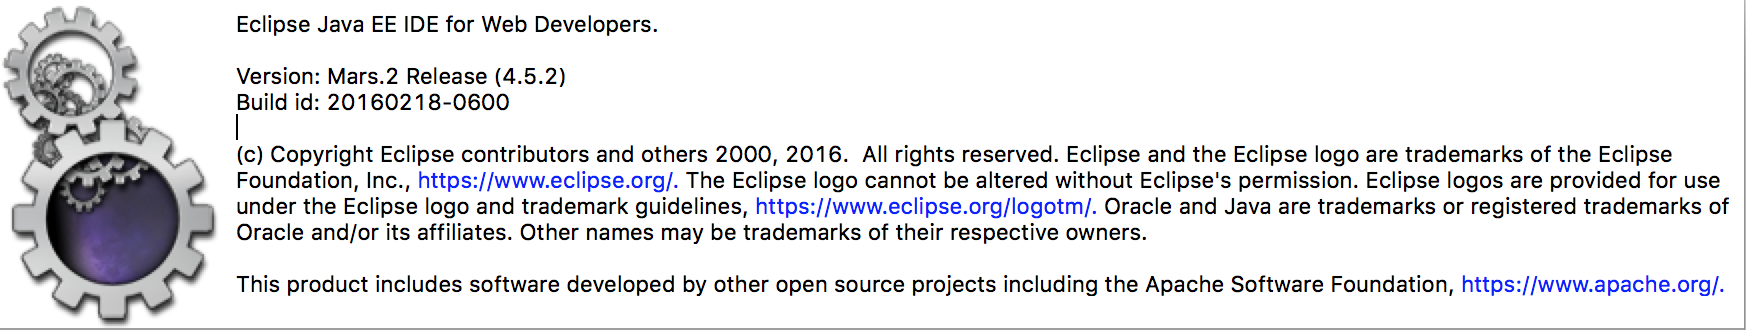 Eclipse Java EE IDE for Web Developers.
Version: Mars.2 Release (4.5.2)
Build id: 20160218-0600
(c) Copyright Eclipse contributors and others 2000, 2016.  All rights reserved. Eclipse and the Eclipse logo are trademarks of the Eclipse
Foundation, Inc., https://www.eclipse.org/. The Eclipse logo cannot be altered without Eclipse's permission. Eclipse logos are provided for use
under the Eclipse logo and trademark guidelines, https://www.eclipse.org/logotm/. Oracle and Java are trademarks or registered trademarks of
Oracle and/or its affiliates. Other names may be trademarks of their respective owners.
This product includes software developed by other open source projects including the Apache Software Foundation, https://www.apache.org/.